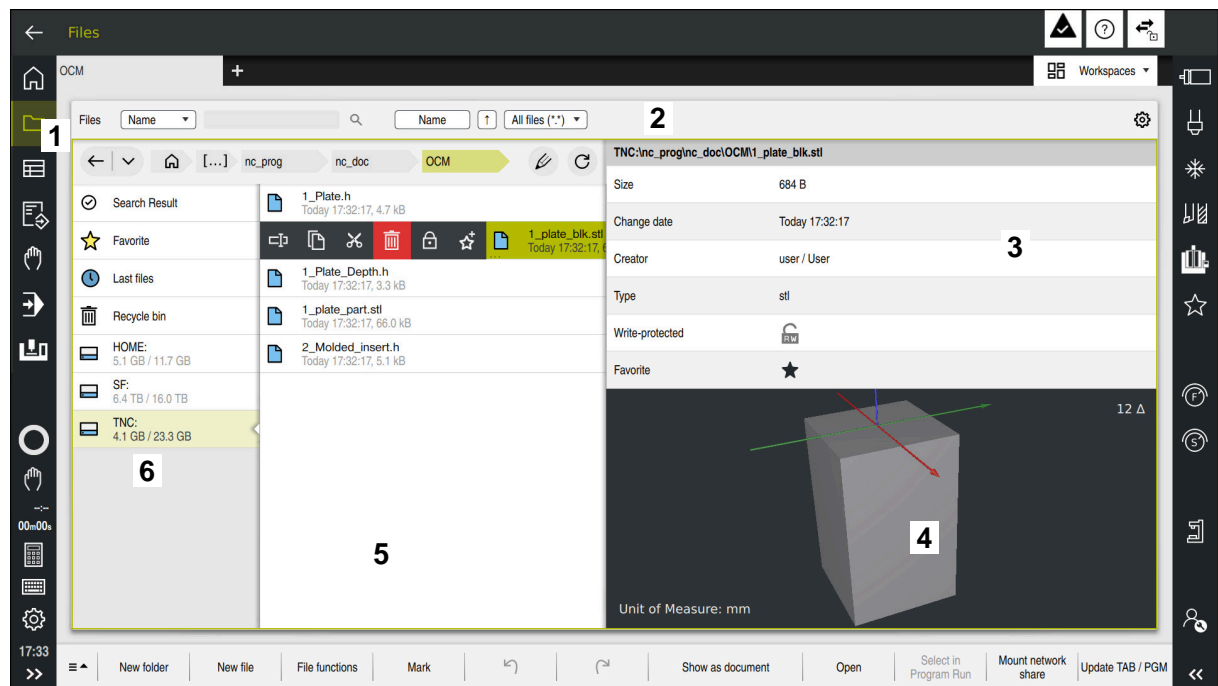 Files
OCM
+
Workspaces
1
Files
Name
Name
↑
All files (*.*)
2
[...]
nc_prog
nc_doc
OCM
TNC:\nc_prog\nc_doc\OCM\1_plate_blk.stl
Search Result
Favorite
Last files
Recycle bin
HOME:
5.1 GB / 11.7 GB
SF:
6.4 TB / 16.0 TB
TNC:
4.1 GB / 23.3 GB
6
1_Plate.h
Today 17:32:17, 4.7 kB
1_plate_blk.stl
Today 17:32:17,
1_Plate_Depth.h
Today 17:32:17, 3.3 kB
1_plate_part.stl
Today 17:32:17, 66.0 kB
2_Molded_insert.h
Today 17:32:17, 5.1 kB
5
Size
684 B
Change date
Today 17:32:17
3
Creator
user / User
Type
stl
Write-protected
RW
Favorite
12 Δ
4
Unit of Measure: mm
F
S
--:--
00m00s
17:33
New folder
New file
File functions
Mark
Show as document
Open
Select in
Program Run
Mount network
share
Update TAB / PGM